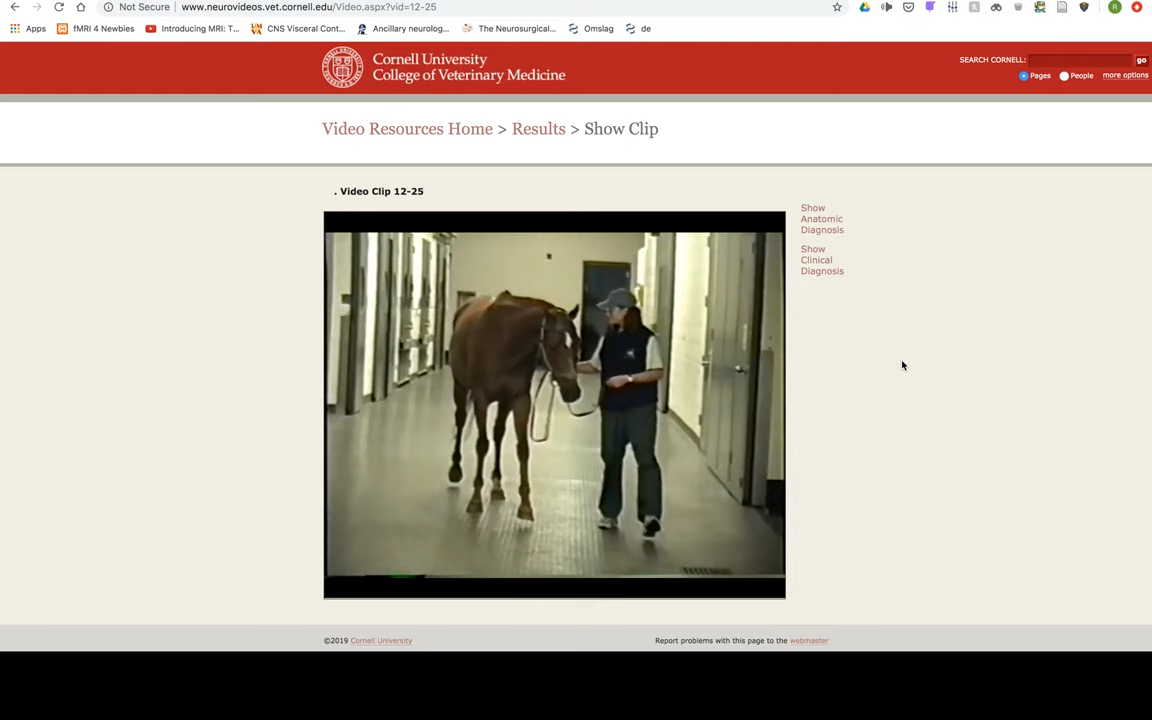 Not Secure www.neurovideos.vet.cornell.edu/Video.aspx?vid=12-25
Apps fMRI 4 Newbies Introducing MRI: T... CNS Visceral Cont... Ancillary neurolog... The Neurosurgical... Omslag de
Cornell University
College of Veterinary Medicine
SEARCH CORNELL: go
Pages People more options
Video Resources Home > Results > Show Clip
. Video Clip 12-25
Show
Anatomic
Diagnosis
Show
Clinical
Diagnosis
©2019 Cornell University
Report problems with this page to the webmaster